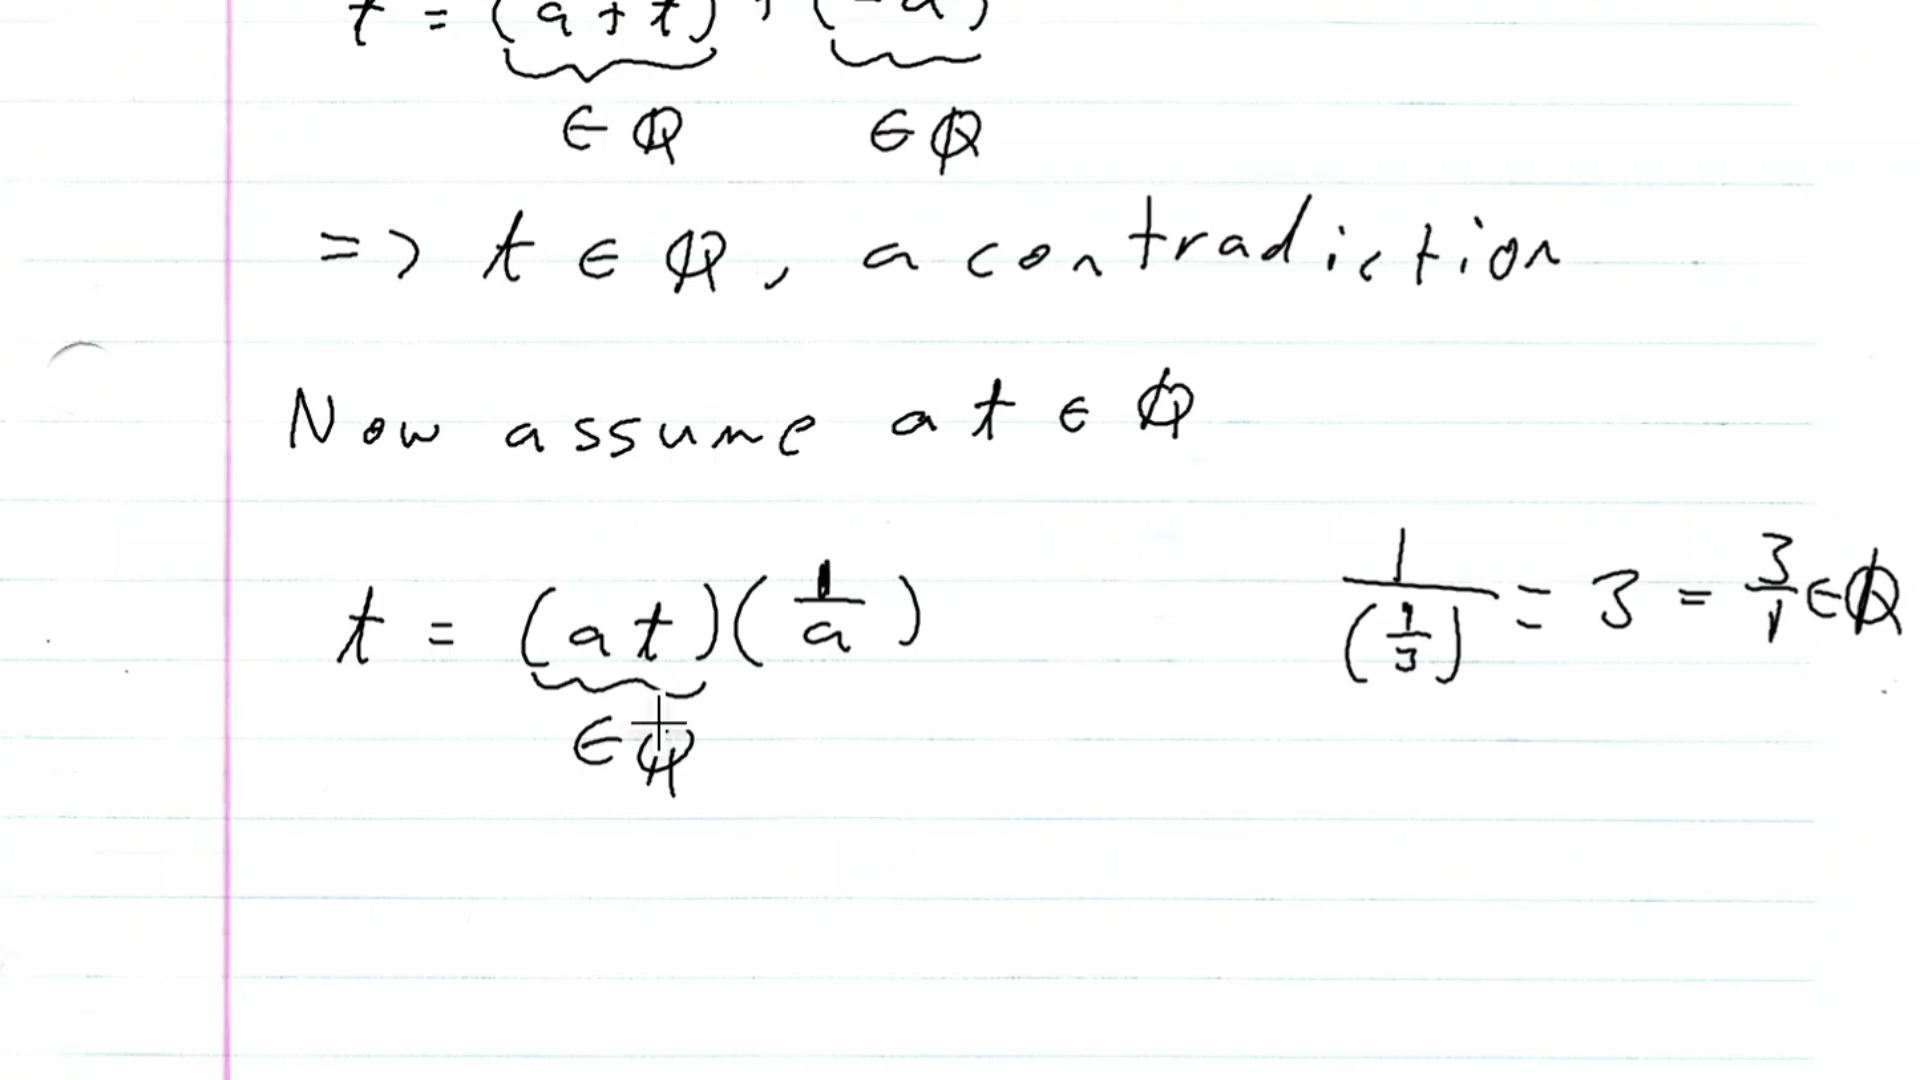 t = (a + t) + (-a)
∈ ℚ ∈ ℚ
=> t ∈ ℚ, a contradiction
Now assume at ∈ ℚ
t = (at)(1/a)
∈ ℚ
1/(1/3) = 3 = 3/1 ∈ ℚ